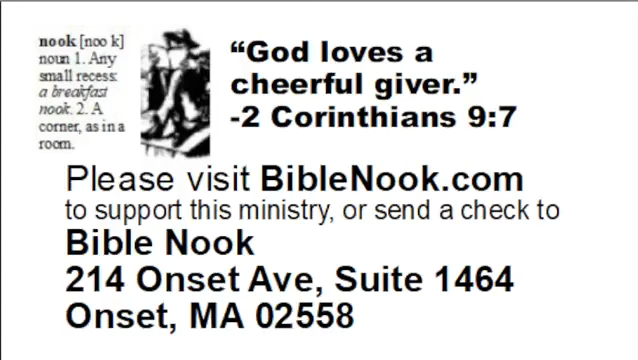 nook [noo k]
noun 1. Any
small recess:
a breakfast
nook. 2. A
corner, as in a
room.
“God loves a
cheerful giver.”
-2 Corinthians 9:7
Please visit BibleNook.com
to support this ministry, or send a check to
Bible Nook
214 Onset Ave, Suite 1464
Onset, MA 02558